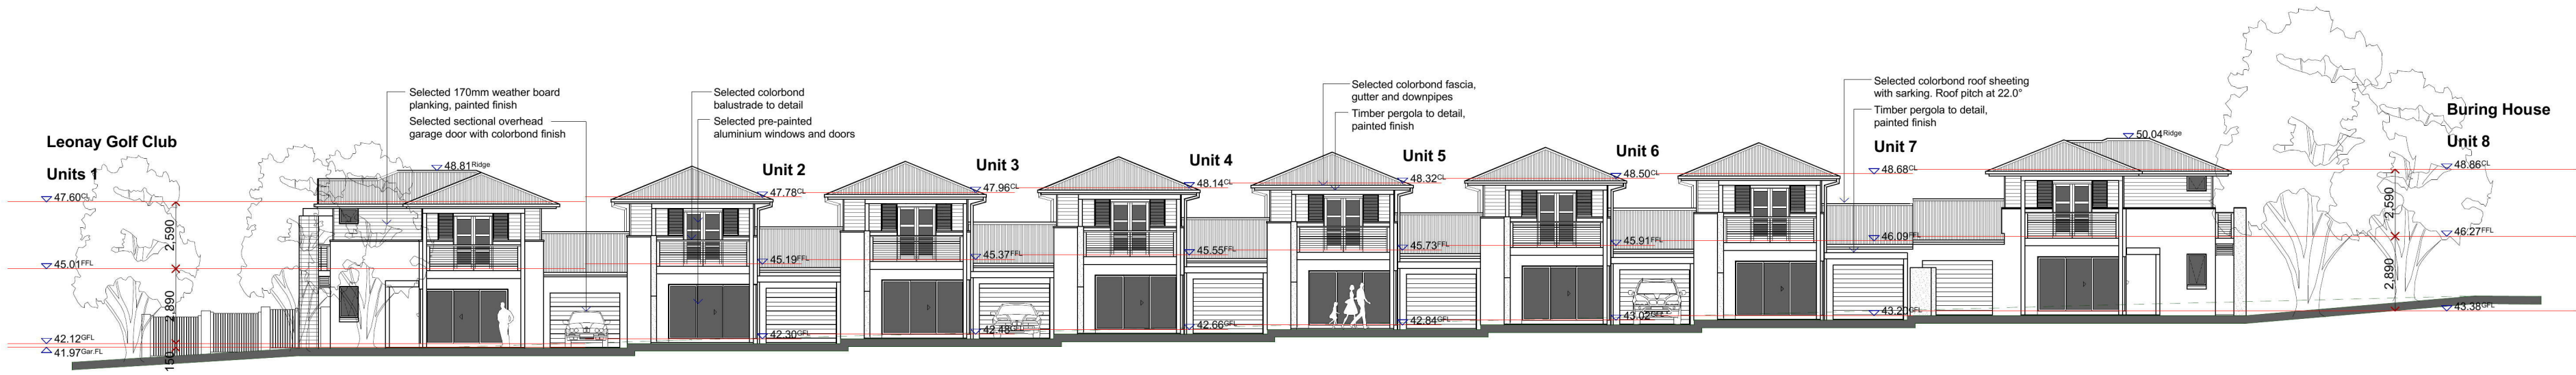 Leonay Golf Club
Units 1
47.60CL
2,590
45.01FFL
2,890
42.12GFL
41.97Gar.FL
150
Selected 170mm weather board
planking, painted finish
Selected sectional overhead
garage door with colorbond finish
48.81Ridge
Selected colorbond
balustrade to detail
Selected pre-painted
aluminium windows and doors
Unit 2
47.78CL
45.19FFL
42.30GFL
Unit 3
47.96CL
45.37FFL
42.48GFL
Unit 4
48.14CL
45.55FFL
42.66GFL
Selected colorbond fascia,
gutter and downpipes
Timber pergola to detail,
painted finish
Unit 5
48.32CL
45.73FFL
42.84GFL
Unit 6
48.50CL
45.91FFL
43.02GFL
Selected colorbond roof sheeting
with sarking. Roof pitch at 22.0°
Timber pergola to detail,
painted finish
Unit 7
48.68CL
46.09FFL
43.20GFL
50.04Ridge
Buring House
Unit 8
48.86CL
2,590
46.27FFL
2,890
43.38GFL